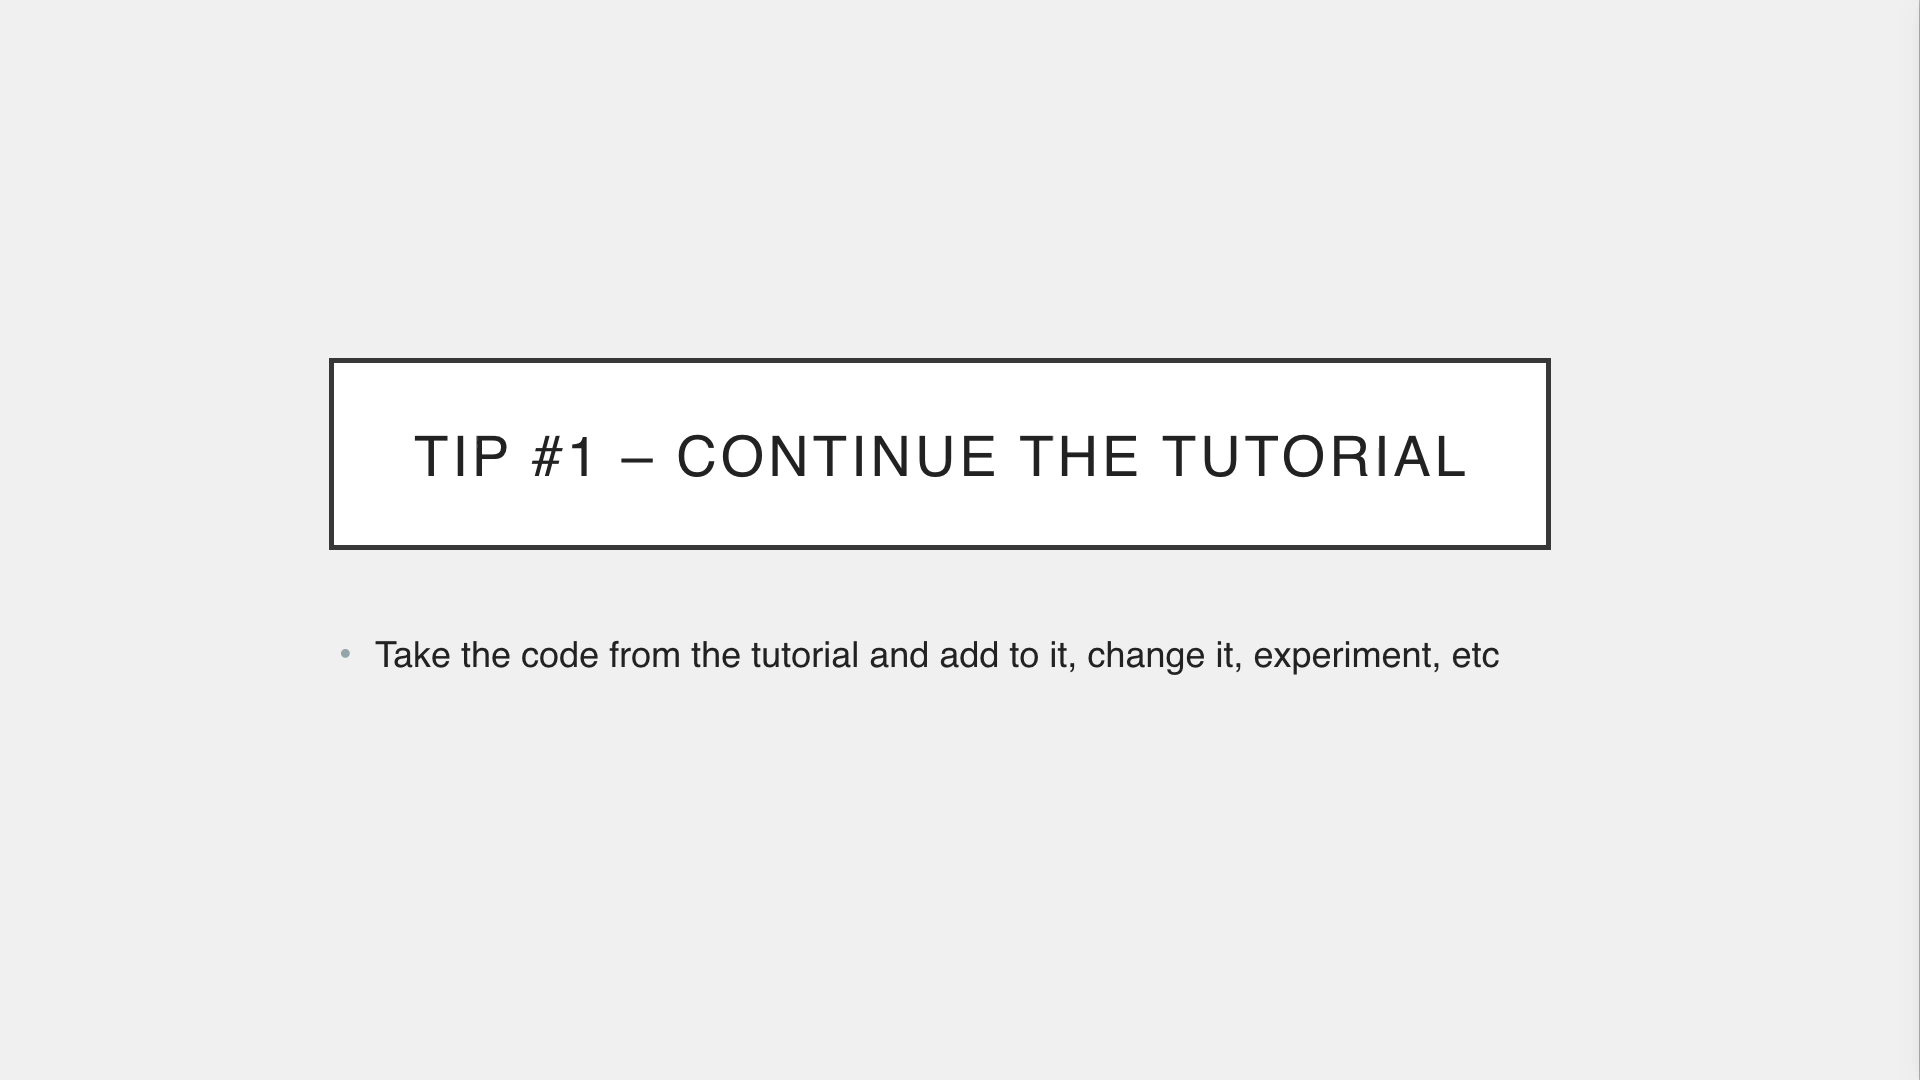 TIP #1 – CONTINUE THE TUTORIAL
• Take the code from the tutorial and add to it, change it, experiment, etc